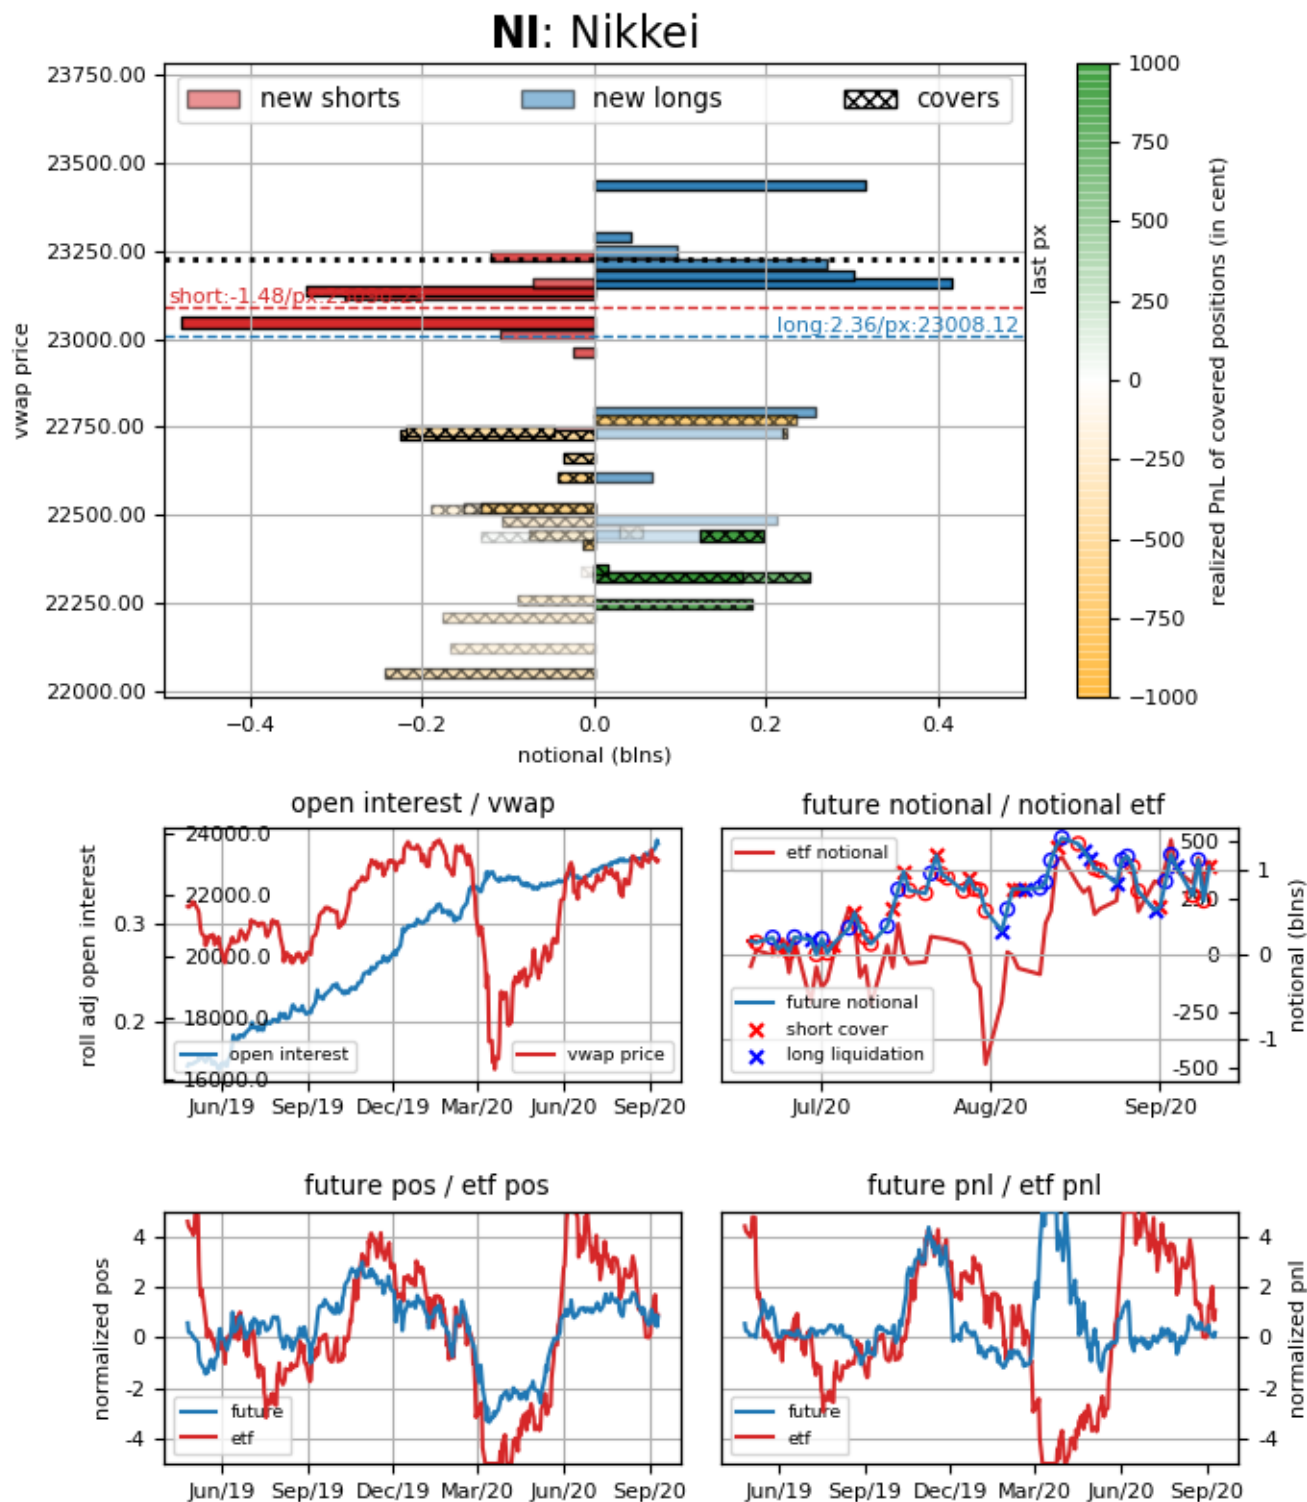 NI: Nikkei
new shorts
new longs
covers
23750.00
23500.00
23250.00
23000.00
22750.00
22500.00
22250.00
22000.00
vwap price
last px
short:-1.48/px:
long:2.36/px:23008.12
−0.4
−0.2
0.0
0.2
0.4
notional (blns)
1000
750
500
250
0
−250
−500
−750
−1000
realized PnL of covered positions (in cent)
open interest / vwap
24000.0
22000.0
20000.0
18000.0
16000.0
0.3
0.2
roll adj open interest
open interest
vwap price
Jun/19
Sep/19
Dec/19
Mar/20
Jun/20
Sep/20
future notional / notional etf
etf notional
future notional
short cover
long liquidation
500
250
0
-250
-500
1
0
-1
notional (blns)
Jul/20
Aug/20
Sep/20
future pos / etf pos
4
2
0
-2
-4
normalized pos
future
etf
Jun/19
Sep/19
Dec/19
Mar/20
Jun/20
Sep/20
future pnl / etf pnl
4
2
0
-2
-4
normalized pnl
future
etf
Jun/19
Sep/19
Dec/19
Mar/20
Jun/20
Sep/20